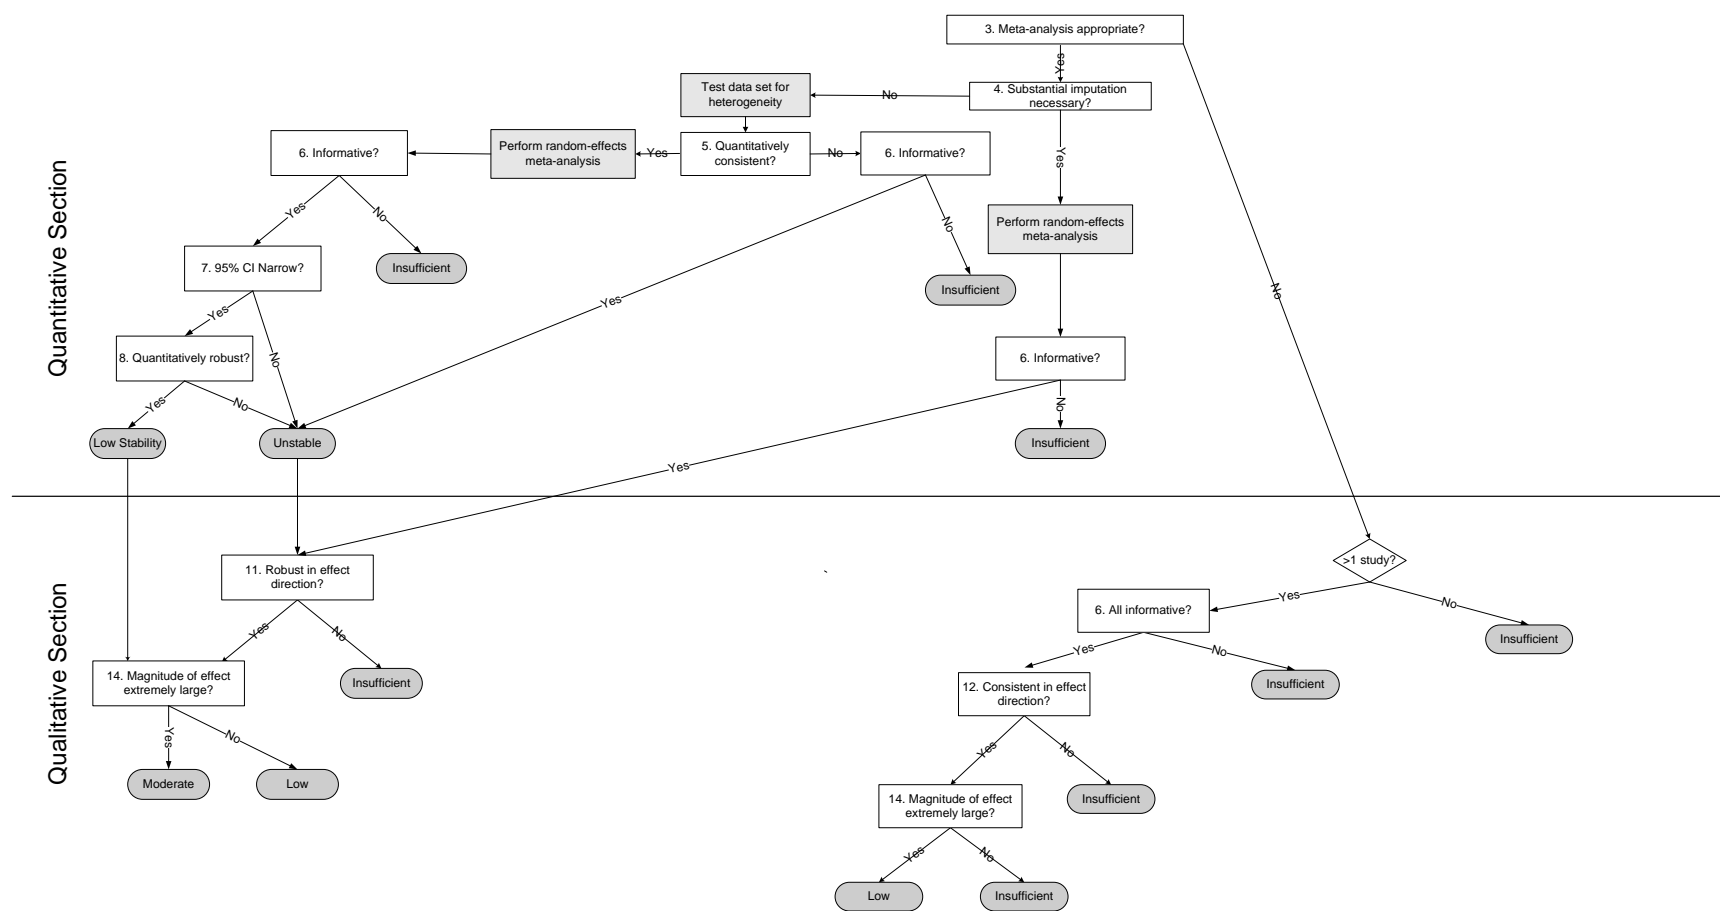 3. Meta-analysis appropriate?
Yes
Test data set for
heterogeneity
No
4. Substantial imputation
necessary?
6. Informative?
Perform random-effects
meta-analysis
Yes
5. Quantitatively
consistent?
No
6. Informative?
Yes
Quantitative Section
Yes
No
No
Perform random-effects
meta-analysis
7. 95% CI Narrow?
Insufficient
Insufficient
No
Yes
Yes
8. Quantitatively robust?
No
6. Informative?
Yes
No
No
Low Stability
Unstable
Insufficient
Yes
>1 study?
11. Robust in effect
direction?
`
Yes
No
6. All informative?
Insufficient
Qualitative Section
Yes
No
Yes
No
14. Magnitude of effect
extremely large?
Insufficient
12. Consistent in effect
direction?
Insufficient
Yes
No
Yes
No
Moderate
Low
14. Magnitude of effect
extremely large?
Insufficient
Yes
No
Low
Insufficient